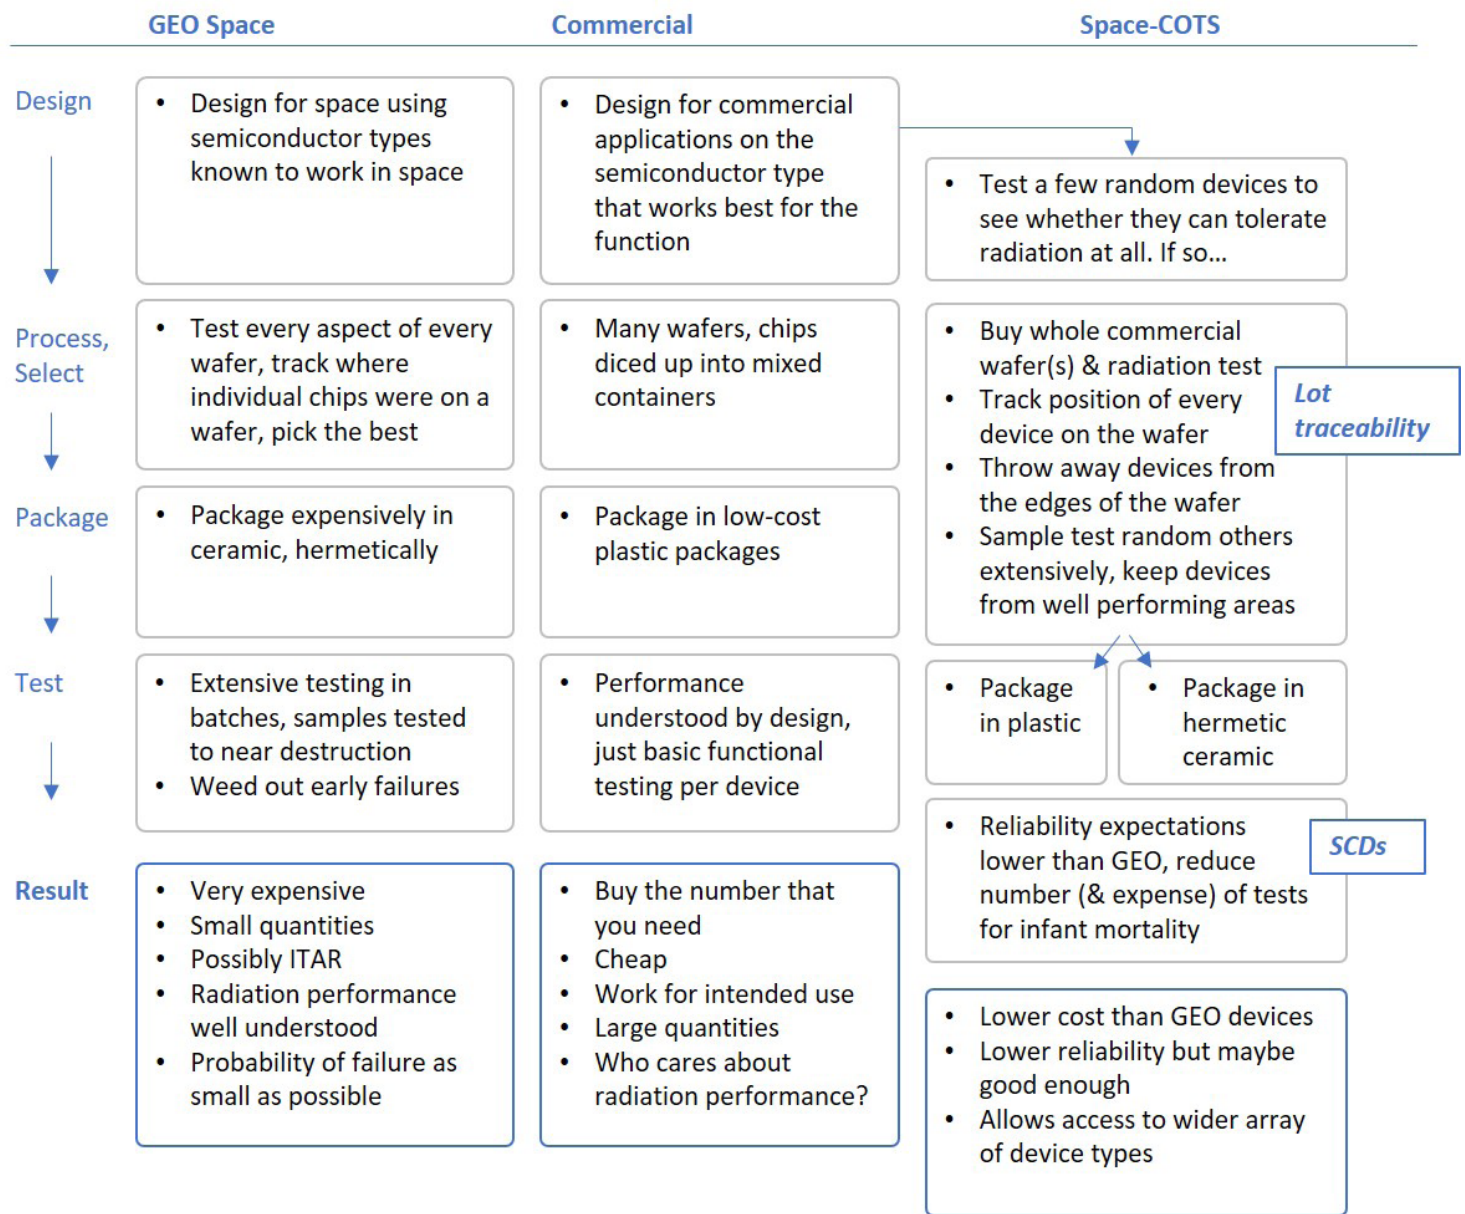 GEO Space
Commercial
Space-COTS
Design
• Design for space using
semiconductor types
known to work in space
• Design for commercial
applications on the
semiconductor type
that works best for the
function
• Test a few random devices to
see whether they can tolerate
radiation at all. If so…
Process,
Select
• Test every aspect of every
wafer, track where
individual chips were on a
wafer, pick the best
• Many wafers, chips
diced up into mixed
containers
• Buy whole commercial
wafer(s) & radiation test
• Track position of every
device on the wafer
• Throw away devices from
the edges of the wafer
• Sample test random others
extensively, keep devices
from well performing areas
Lot
traceability
Package
• Package expensively in
ceramic, hermetically
• Package in low-cost
plastic packages
• Package
in plastic
• Package in
hermetic
ceramic
Test
• Extensive testing in
batches, samples tested
to near destruction
• Weed out early failures
• Performance
understood by design,
just basic functional
testing per device
• Reliability expectations
lower than GEO, reduce
number (& expense) of tests
for infant mortality
SCDs
Result
• Very expensive
• Small quantities
• Possibly ITAR
• Radiation performance
well understood
• Probability of failure as
small as possible
• Buy the number that
you need
• Cheap
• Work for intended use
• Large quantities
• Who cares about
radiation performance?
• Lower cost than GEO devices
• Lower reliability but maybe
good enough
• Allows access to wider array
of device types